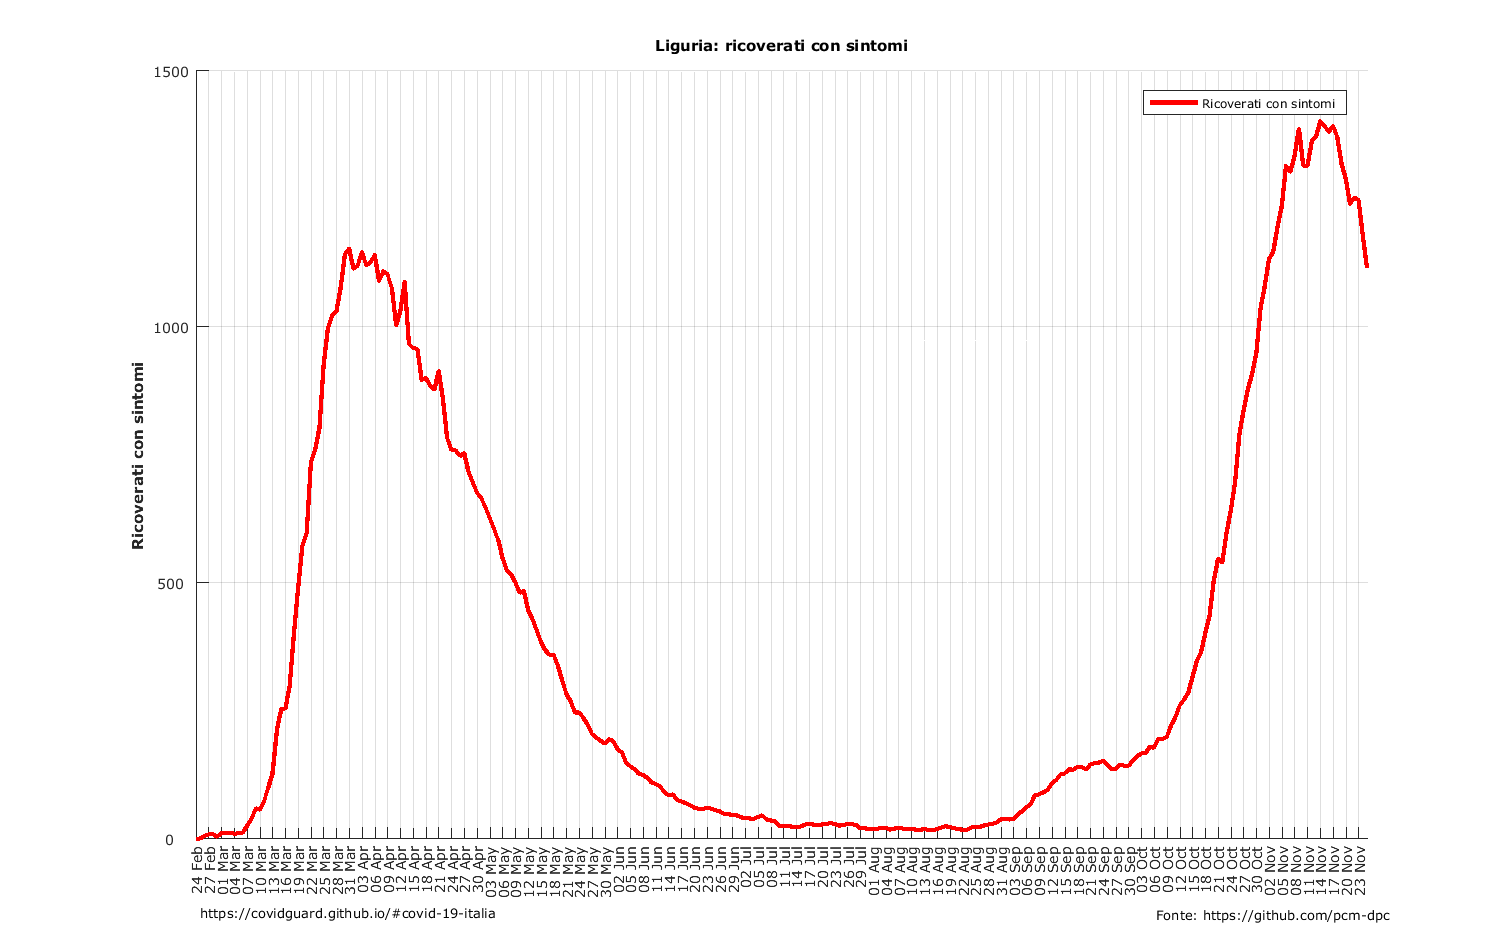 Liguria: ricoverati con sintomi
1500
1000
500
0
Ricoverati con sintomi
Ricoverati con sintomi
24 Feb
27 Feb
01 Mar
04 Mar
07 Mar
10 Mar
13 Mar
16 Mar
19 Mar
22 Mar
25 Mar
28 Mar
31 Mar
03 Apr
06 Apr
09 Apr
12 Apr
15 Apr
18 Apr
21 Apr
24 Apr
27 Apr
30 Apr
03 May
06 May
09 May
12 May
15 May
18 May
21 May
24 May
27 May
30 May
02 Jun
05 Jun
08 Jun
11 Jun
14 Jun
17 Jun
20 Jun
23 Jun
26 Jun
29 Jun
02 Jul
05 Jul
08 Jul
11 Jul
14 Jul
17 Jul
20 Jul
23 Jul
26 Jul
29 Jul
01 Aug
04 Aug
07 Aug
10 Aug
13 Aug
16 Aug
19 Aug
22 Aug
25 Aug
28 Aug
31 Aug
03 Sep
06 Sep
09 Sep
12 Sep
15 Sep
18 Sep
21 Sep
24 Sep
27 Sep
30 Sep
03 Oct
06 Oct
09 Oct
12 Oct
15 Oct
18 Oct
21 Oct
24 Oct
27 Oct
30 Oct
02 Nov
05 Nov
08 Nov
11 Nov
14 Nov
17 Nov
20 Nov
23 Nov
https://covidguard.github.io/#covid-19-italia
Fonte: https://github.com/pcm-dpc